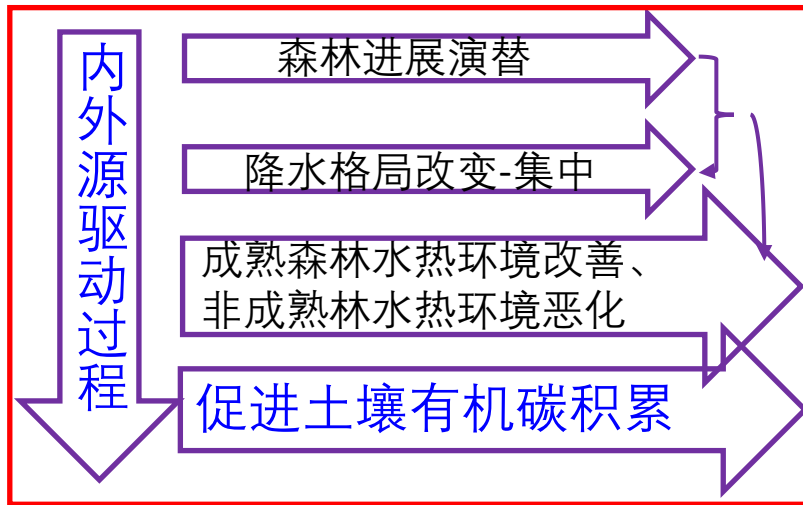 内外源驱动过程
森林进展演替
降水格局改变-集中
成熟森林水热环境改善、
非成熟林水热环境恶化
促进土壤有机碳积累